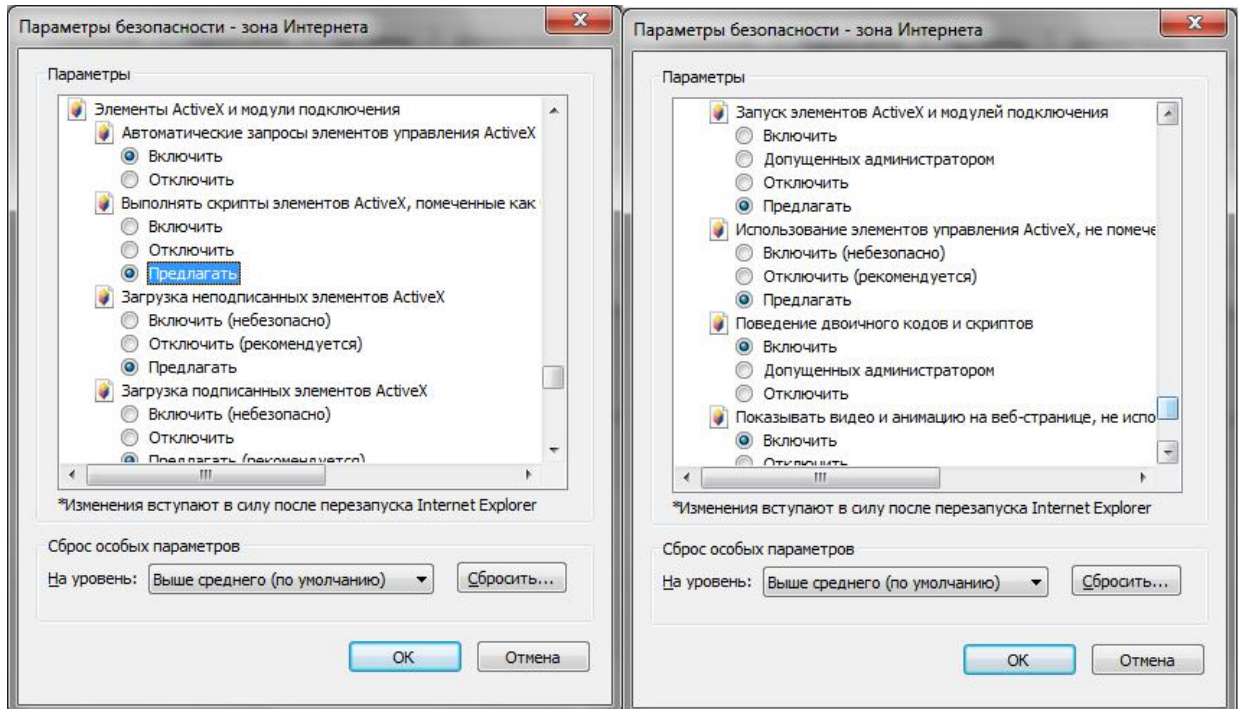 Параметры безопасности - зона Интернета
Параметры
Элементы ActiveX и модули подключения
Автоматические запросы элементов управления ActiveX
Включить
Отключить
Выполнять скрипты элементов ActiveX, помеченные как
Включить
Отключить
Предлагать
Загрузка неподписанных элементов ActiveX
Включить (небезопасно)
Отключить (рекомендуется)
Предлагать
Загрузка подписанных элементов ActiveX
Включить (небезопасно)
Отключить
Предлагать (рекомендуется)
*Изменения вступают в силу после перезапуска Internet Explorer
Сброс особых параметров
На уровень: Выше среднего (по умолчанию) Сбросить...
ОК Отмена
Параметры безопасности - зона Интернета
Параметры
Запуск элементов ActiveX и модулей подключения
Включить
Допущенных администратором
Отключить
Предлагать
Использование элементов управления ActiveX, не помече
Включить (небезопасно)
Отключить (рекомендуется)
Предлагать
Поведение двоичного кодов и скриптов
Включить
Допущенных администратором
Отключить
Показывать видео и анимацию на веб-странице, не испо
Включить
Отключить
*Изменения вступают в силу после перезапуска Internet Explorer
Сброс особых параметров
На уровень: Выше среднего (по умолчанию) Сбросить...
ОК Отмена